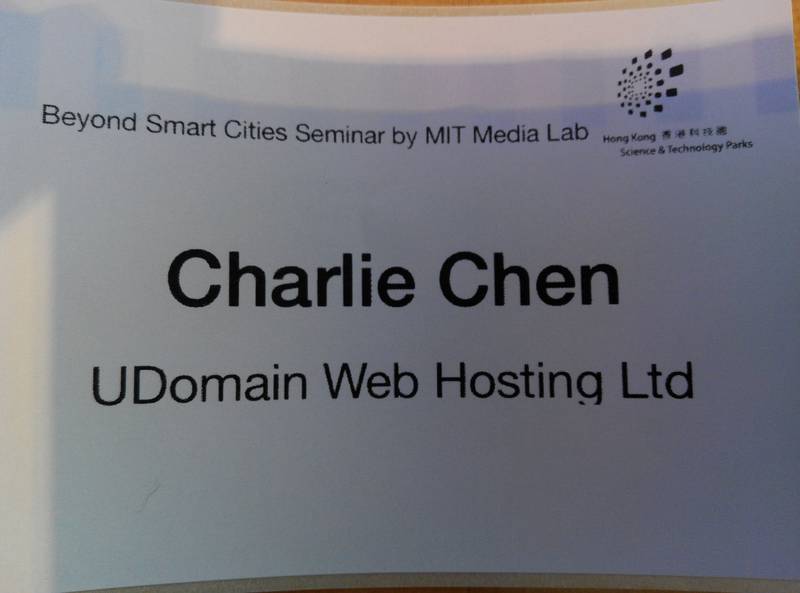 Beyond Smart Cities Seminar by MIT Media Lab
Hong Kong 香港科技園
Science & Technology Parks
Charlie Chen
UDomain Web Hosting Ltd